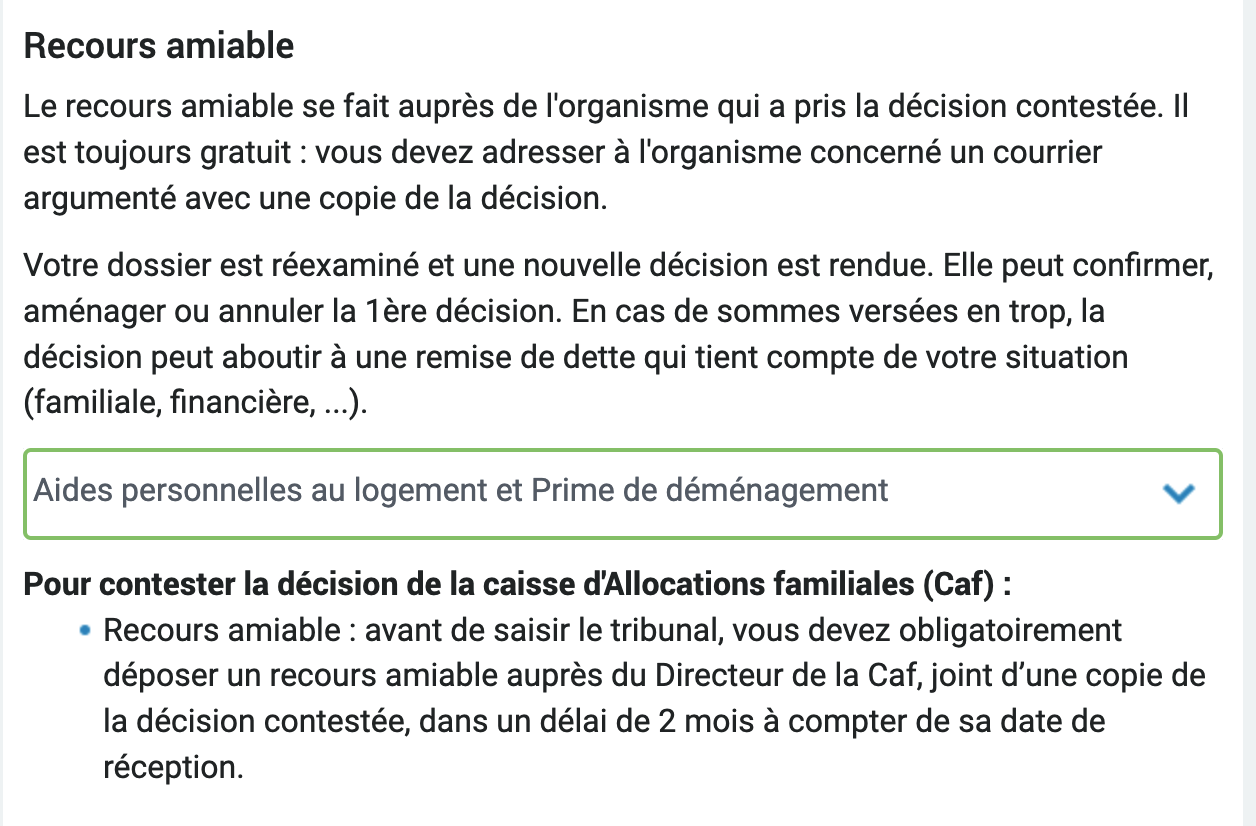 Recours amiable
Le recours amiable se fait auprès de l'organisme qui a pris la décision contestée. Il
est toujours gratuit : vous devez adresser à l'organisme concerné un courrier
argumenté avec une copie de la décision.
Votre dossier est réexaminé et une nouvelle décision est rendue. Elle peut confirmer,
aménager ou annuler la 1ère décision. En cas de sommes versées en trop, la
décision peut aboutir à une remise de dette qui tient compte de votre situation
(familiale, financière, ...).
Aides personnelles au logement et Prime de déménagement
Pour contester la décision de la caisse d'Allocations familiales (Caf) :
• Recours amiable : avant de saisir le tribunal, vous devez obligatoirement
déposer un recours amiable auprès du Directeur de la Caf, joint d’une copie de
la décision contestée, dans un délai de 2 mois à compter de sa date de
réception.